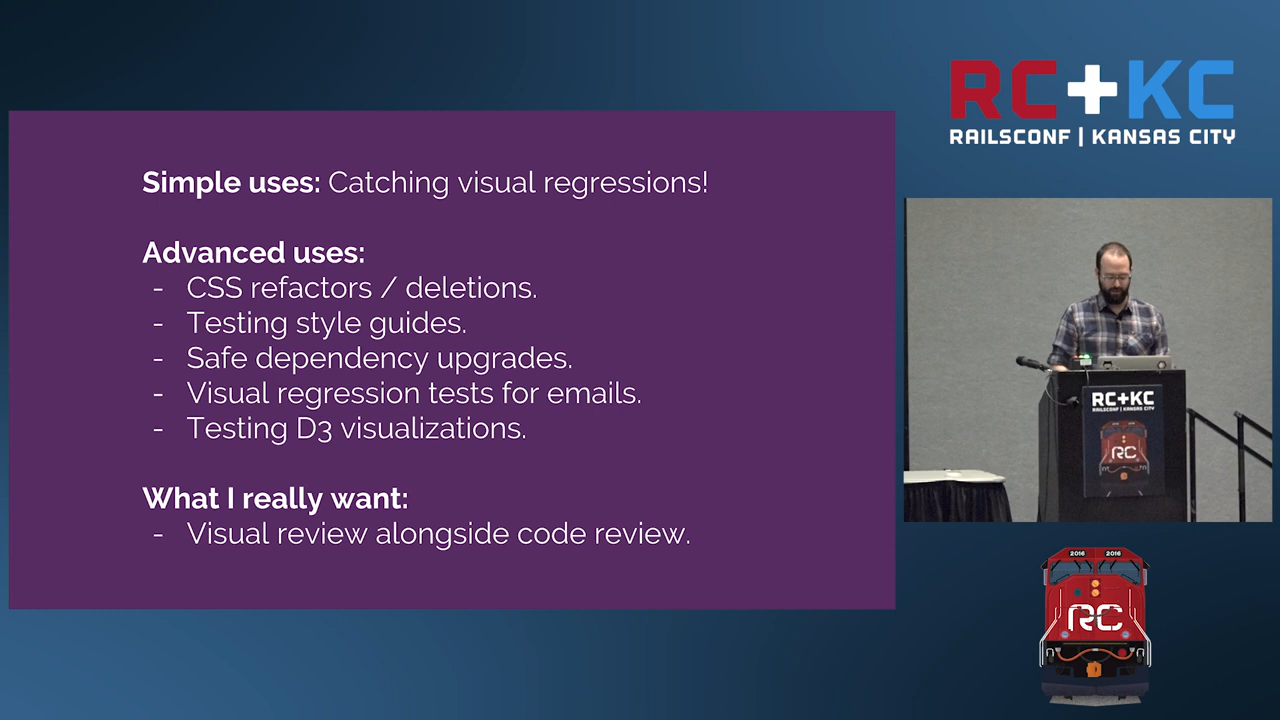 RC+KC
RAILSCONF | KANSAS CITY
Simple uses: Catching visual regressions!
Advanced uses:
- CSS refactors / deletions.
- Testing style guides.
- Safe dependency upgrades.
- Visual regression tests for emails.
- Testing D3 visualizations.
What I really want:
- Visual review alongside code review.
RC+KC
RAILSCONF | KANSAS CITY
RC
2016 2016
RC